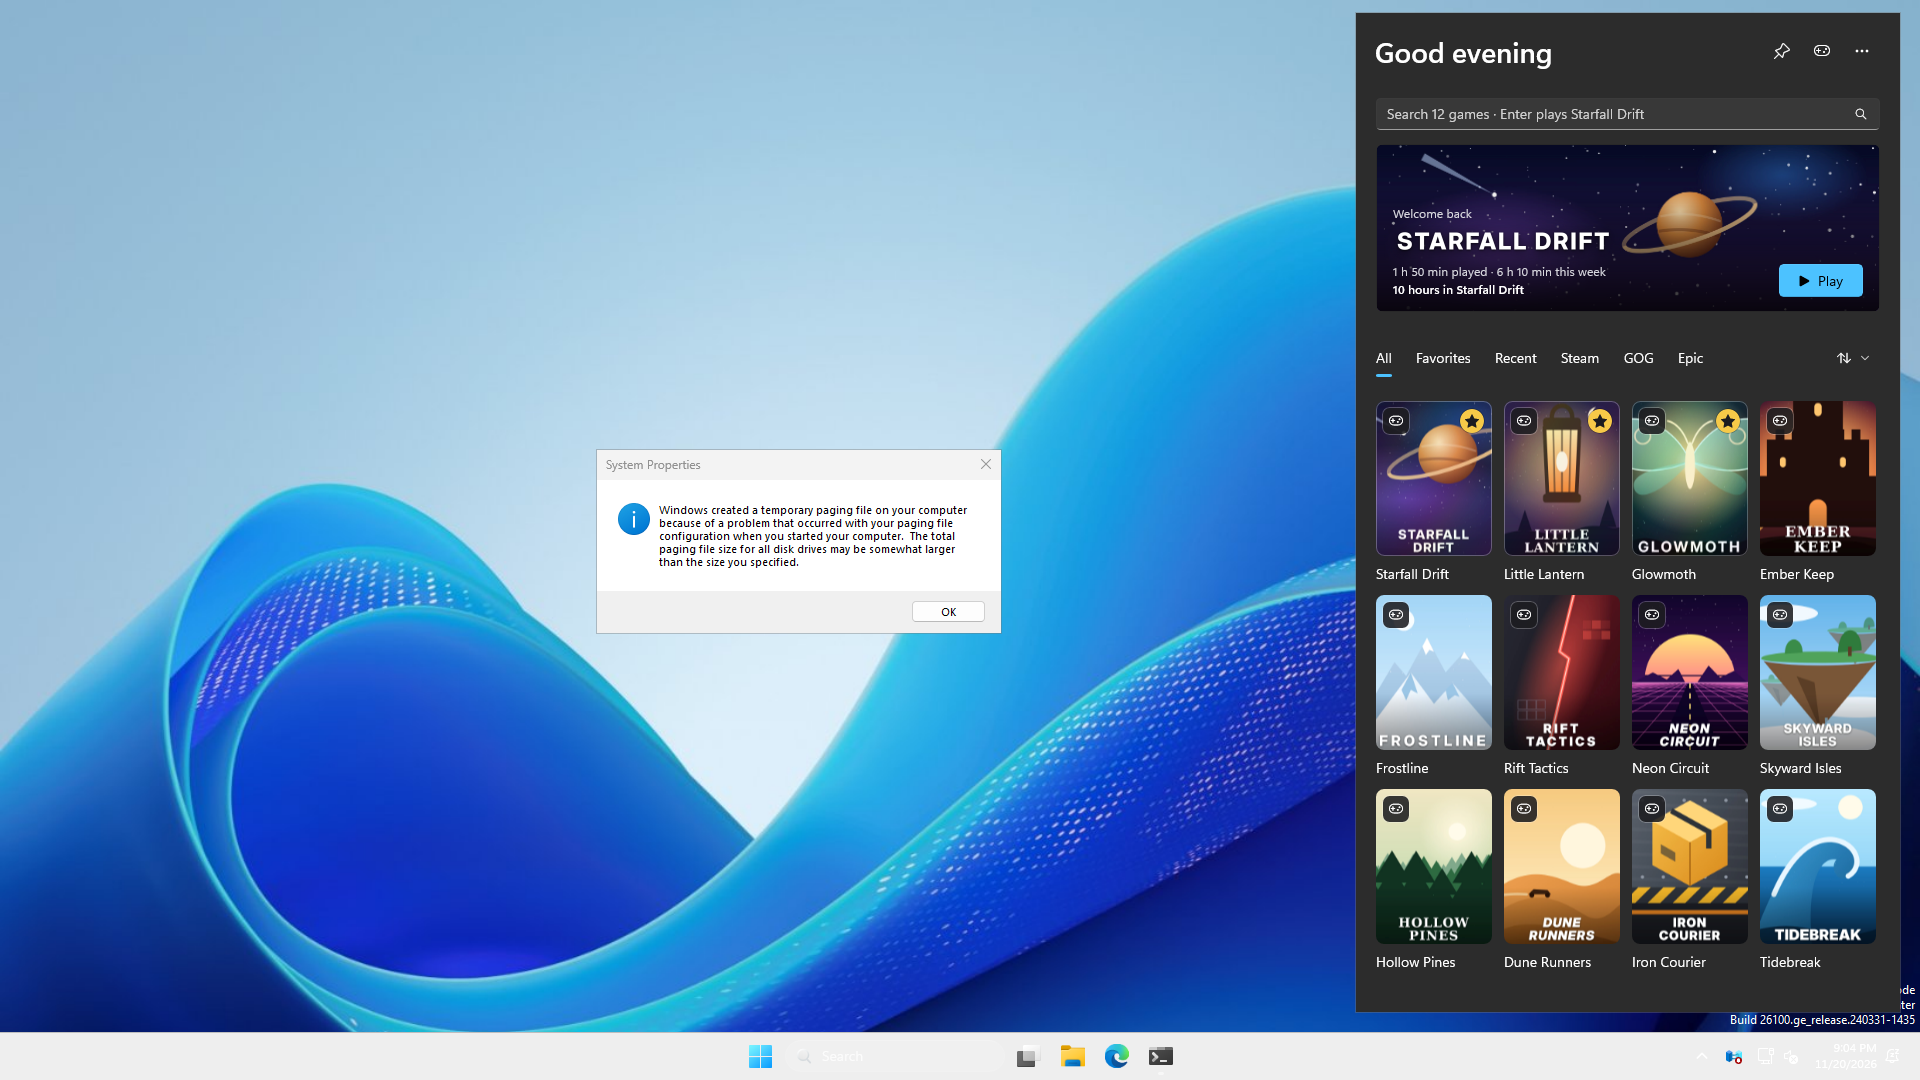 Good evening
Search 12 games · Enter plays Starfall Drift
Welcome back
STARFALL DRIFT
1 h 50 min played · 6 h 10 min this week
10 hours in Starfall Drift
Play
All Favorites Recent Steam GOG Epic
STARFALL
DRIFT
LITTLE
LANTERN
GLOWMOTH
EMBER
KEEP
Starfall Drift
Little Lantern
Glowmoth
Ember Keep
FROSTLINE
RIFT
TACTICS
NEON
CIRCUIT
SKYWARD
ISLES
Frostline
Rift Tactics
Neon Circuit
Skyward Isles
HOLLOW
PINES
DUNE
RUNNERS
IRON
COURIER
TIDEBREAK
Hollow Pines
Dune Runners
Iron Courier
Tidebreak
System Properties
Windows created a temporary paging file on your computer
because of a problem that occurred with your paging file
configuration when you started your computer.  The total
paging file size for all disk drives may be somewhat larger
than the size you specified.
OK
Build 26100.ge_release.240331-1435
Search
9:04 PM
11/20/2026